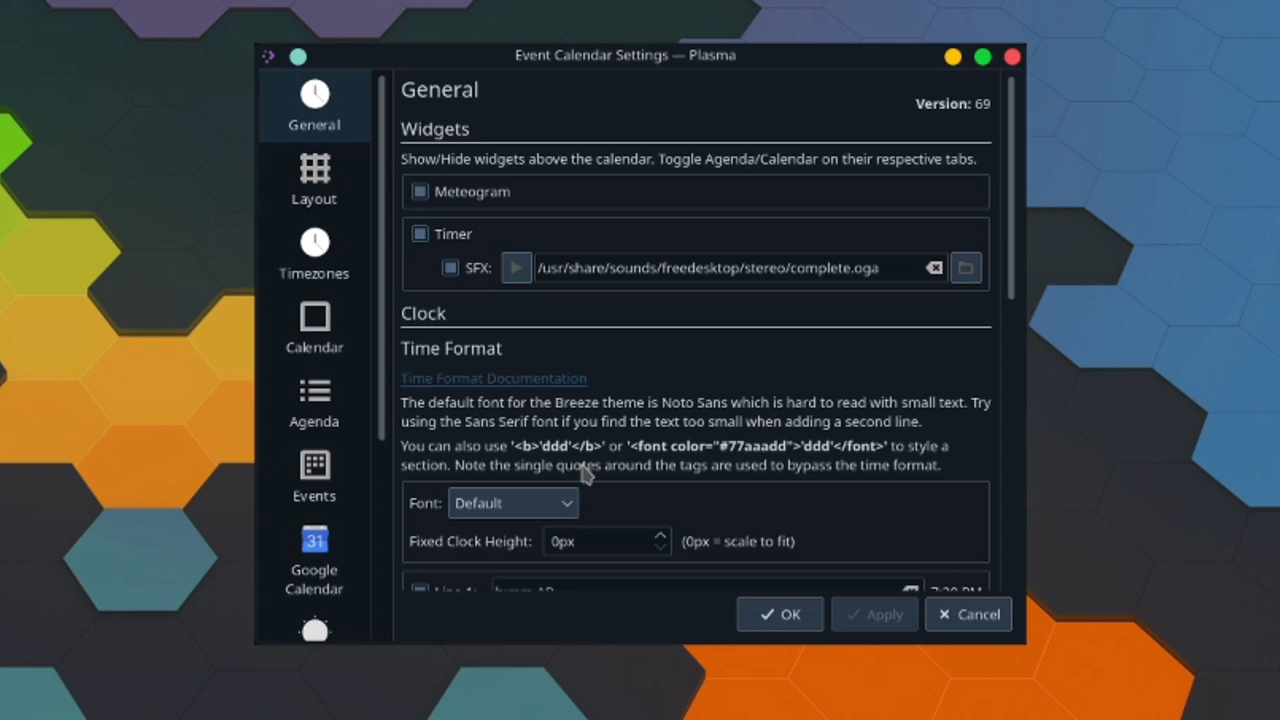 Event Calendar Settings — Plasma
General
Layout
Timezones
Calendar
Agenda
Events
31
Google
Calendar
General
Version: 69
Widgets
Show/Hide widgets above the calendar. Toggle Agenda/Calendar on their respective tabs.
Meteogram
Timer
SFX: /usr/share/sounds/freedesktop/stereo/complete.oga
Clock
Time Format
Time Format Documentation
The default font for the Breeze theme is Noto Sans which is hard to read with small text. Try
using the Sans Serif font if you find the text too small when adding a second line.
You can also use '<b>'ddd'</b>' or '<font color="#77aaadd">'ddd'</font>' to style a
section. Note the single quotes around the tags are used to bypass the time format.
Font: Default
Fixed Clock Height: 0px (0px = scale to fit)
Line 1:
OK Apply Cancel